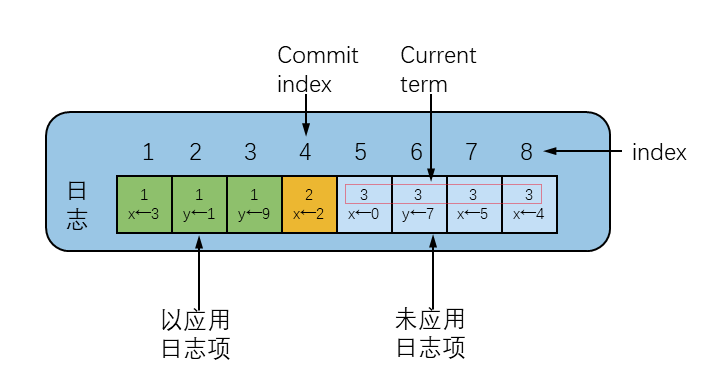 Commit
index
Current
term
1 2 3 4 5 6 7 8
index
日
志
1 1 1 2 3 3 3 3
x←3 y←1 y←9 x←2 x←0 y←7 x←5 x←4
以应用
日志项
未应用
日志项